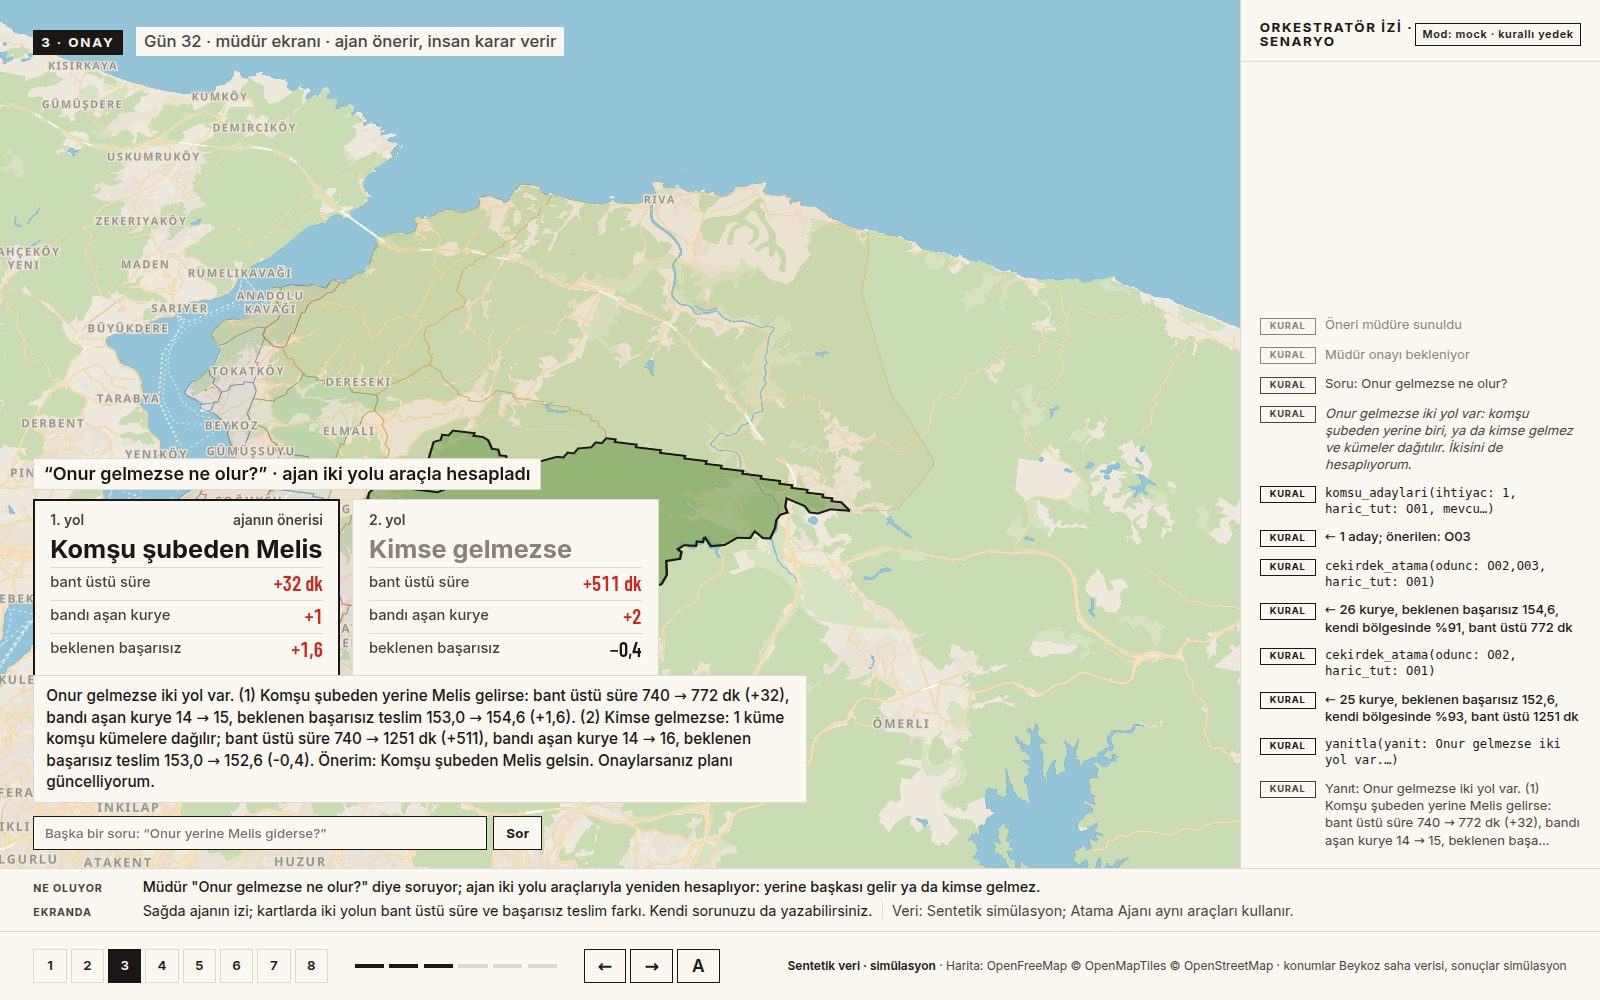 3 · ONAY
Gün 32 · müdür ekranı · ajan önerir, insan karar verir
KISIRKAYA
GÜMÜŞDERE
KUMKÖY
DEMIRCIKÖY
USKUMRUKÖY
RIVA
ZEKERIYAKÖY
AHÇEKÖY
YENI
MADEN
RUMELIKAVAĞI
ANADOLU
KAVAĞI
SARIYER
BÜYÜKDERE
TOKATKÖY
DERESEKI
TARABYA
DERBENT
BEYKOZ
ELMALI
YENIKÖY
GÜMÜŞSUYU
ÖMERLI
INKILAP
LGURLU
ATAKENT
HUZUR
“Onur gelmezse ne olur?” · ajan iki yolu araçla hesapladı
1. yol
ajanın önerisi
Komşu şubeden Melis
bant üstü süre +32 dk
bandı aşan kurye +1
beklenen başarısız +1,6
2. yol
Kimse gelmezse
bant üstü süre +511 dk
bandı aşan kurye +2
beklenen başarısız −0,4
Onur gelmezse iki yol var. (1) Komşu şubeden yerine Melis gelirse: bant üstü süre 740 → 772 dk (+32),
bandı aşan kurye 14 → 15, beklenen başarısız teslim 153,0 → 154,6 (+1,6). (2) Kimse gelmezse: 1 küme
komşu kümelere dağılır; bant üstü süre 740 → 1251 dk (+511), bandı aşan kurye 14 → 16, beklenen
başarısız teslim 153,0 → 152,6 (-0,4). Önerim: Komşu şubeden Melis gelsin. Onaylarsanız planı
güncelliyorum.
Başka bir soru: “Onur yerine Melis giderse?”
Sor
ORKESTRATÖR İZİ ·
SENARYO
Mod: mock · kurallı yedek
KURAL Öneri müdüre sunuldu
KURAL Müdür onayı bekleniyor
KURAL Soru: Onur gelmezse ne olur?
KURAL Onur gelmezse iki yol var: komşu
şubeden yerine biri, ya da kimse gelmez
ve kümeler dağıtılır. İkisini de
hesaplıyorum.
KURAL komsu_adaylari(ihtiyac: 1,
haric_tut: O01, mevcu…)
KURAL ← 1 aday; önerilen: O03
KURAL cekirdek_atama(odunc: O02,O03,
haric_tut: O01)
KURAL ← 26 kurye, beklenen başarısız 154,6,
kendi bölgesinde %91, bant üstü 772 dk
KURAL cekirdek_atama(odunc: O02,
haric_tut: O01)
KURAL ← 25 kurye, beklenen başarısız 152,6,
kendi bölgesinde %93, bant üstü 1251 dk
KURAL yanitla(yanit: Onur gelmezse iki
yol var.…)
KURAL Yanıt: Onur gelmezse iki yol var. (1)
Komşu şubeden yerine Melis gelirse:
bant üstü süre 740 → 772 dk (+32), bandı
aşan kurye 14 → 15, beklenen başa…
NE OLUYOR Müdür "Onur gelmezse ne olur?" diye soruyor; ajan iki yolu araçlarıyla yeniden hesaplıyor: yerine başkası gelir ya da kimse gelmez.
EKRANDA Sağda ajanın izi; kartlarda iki yolun bant üstü süre ve başarısız teslim farkı. Kendi sorunuzu da yazabilirsiniz. Veri: Sentetik simülasyon; Atama Ajanı aynı araçları kullanır.
1 2 3 4 5 6 7 8
← → A
Sentetik veri · simülasyon · Harita: OpenFreeMap © OpenMapTiles © OpenStreetMap · konumlar Beykoz saha verisi, sonuçlar simülasyon